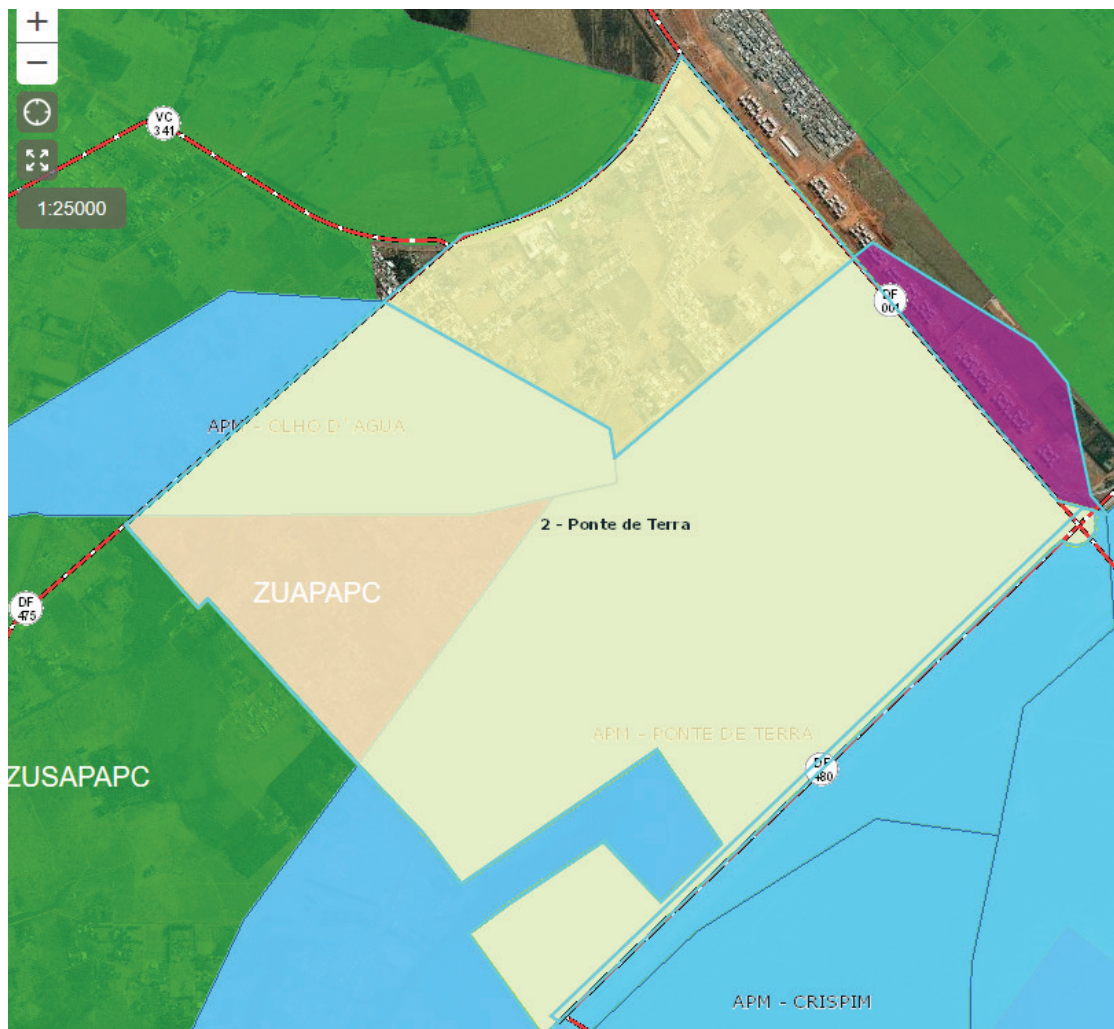 +
−
VC
341
1:25000
DF
001
APM - OLHO D' AGUA
2 - Ponte de Terra
ZUAPAPC
DF
475
APM - PONTE DE TERRA
DF
480
ZUSAPAPC
APM - CRISPIM